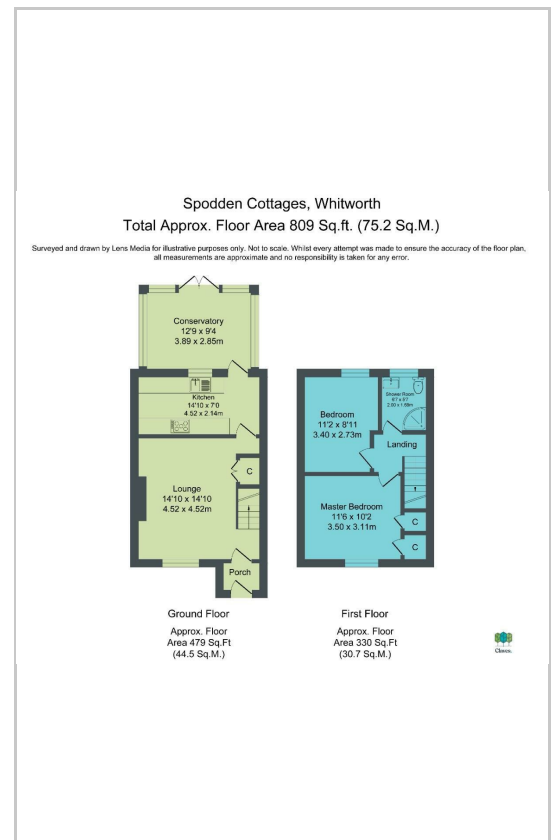 Spodden Cottages, Whitworth
Total Approx. Floor Area 809 Sq.ft. (75.2 Sq.M.)
Surveyed and drawn by Lens Media for illustrative purposes only. Not to scale. Whilst every attempt was made to ensure the accuracy of the floor plan,
all measurements are approximate and no responsibility is taken for any error.
Conservatory
12'9 x 9'4
3.89 x 2.85m
Kitchen
14'10 x 7'0
4.52 x 2.14m
Lounge
14'10 x 14'10
4.52 x 4.52m
C
Porch
Ground Floor
Approx. Floor
Area 479 Sq.Ft
(44.5 Sq.M.)
Shower Room
Bedroom
11'2 x 8'11
3.40 x 2.73m
Landing
Master Bedroom
11'6 x 10'2
3.50 x 3.11m
C
C
First Floor
Approx. Floor
Area 330 Sq.Ft
(30.7 Sq.M.)